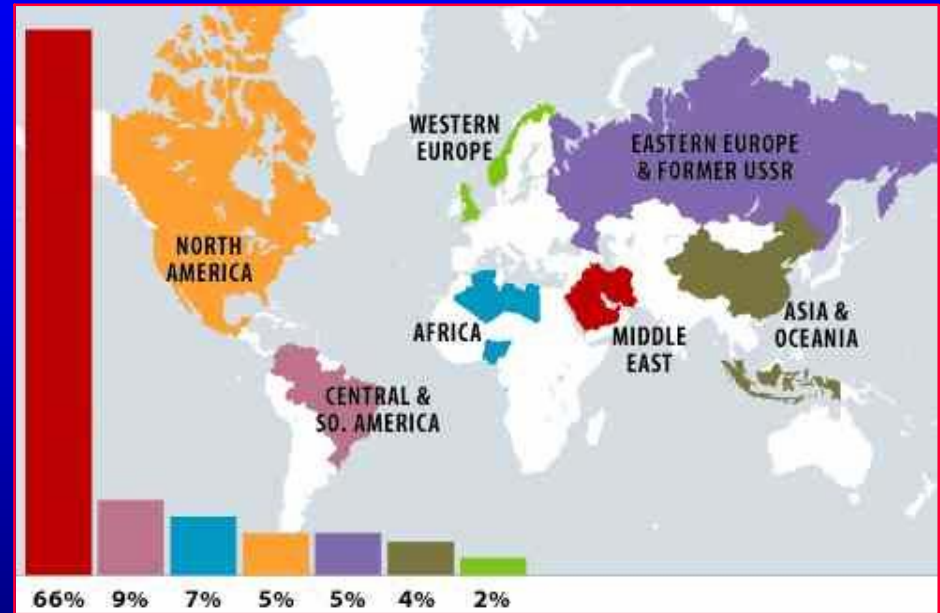 WESTERN
EUROPE
EASTERN EUROPE
& FORMER USSR
NORTH
AMERICA
AFRICA
MIDDLE
EAST
ASIA &
OCEANIA
CENTRAL &
SO. AMERICA
66% 9% 7% 5% 5% 4% 2%